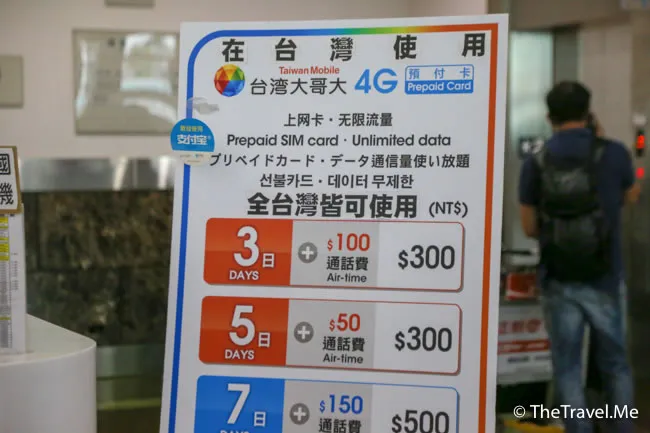 在台灣使用
Taiwan Mobile
台湾大哥大 4G 預付卡
Prepaid Card
上网卡·无限流量
支付宝
Prepaid SIM card · Unlimited data
プリペイドカード・データ通信量使い放題
선불카드·데이터 무제한
全台灣皆可使用 (NT$)
3日 DAYS + $100 通話費 Air-time $300
5日 DAYS + $50 通話費 Air-time $300
7日 DAYS + $150 通話費 Air-time $500
國
機
© TheTravel.Me